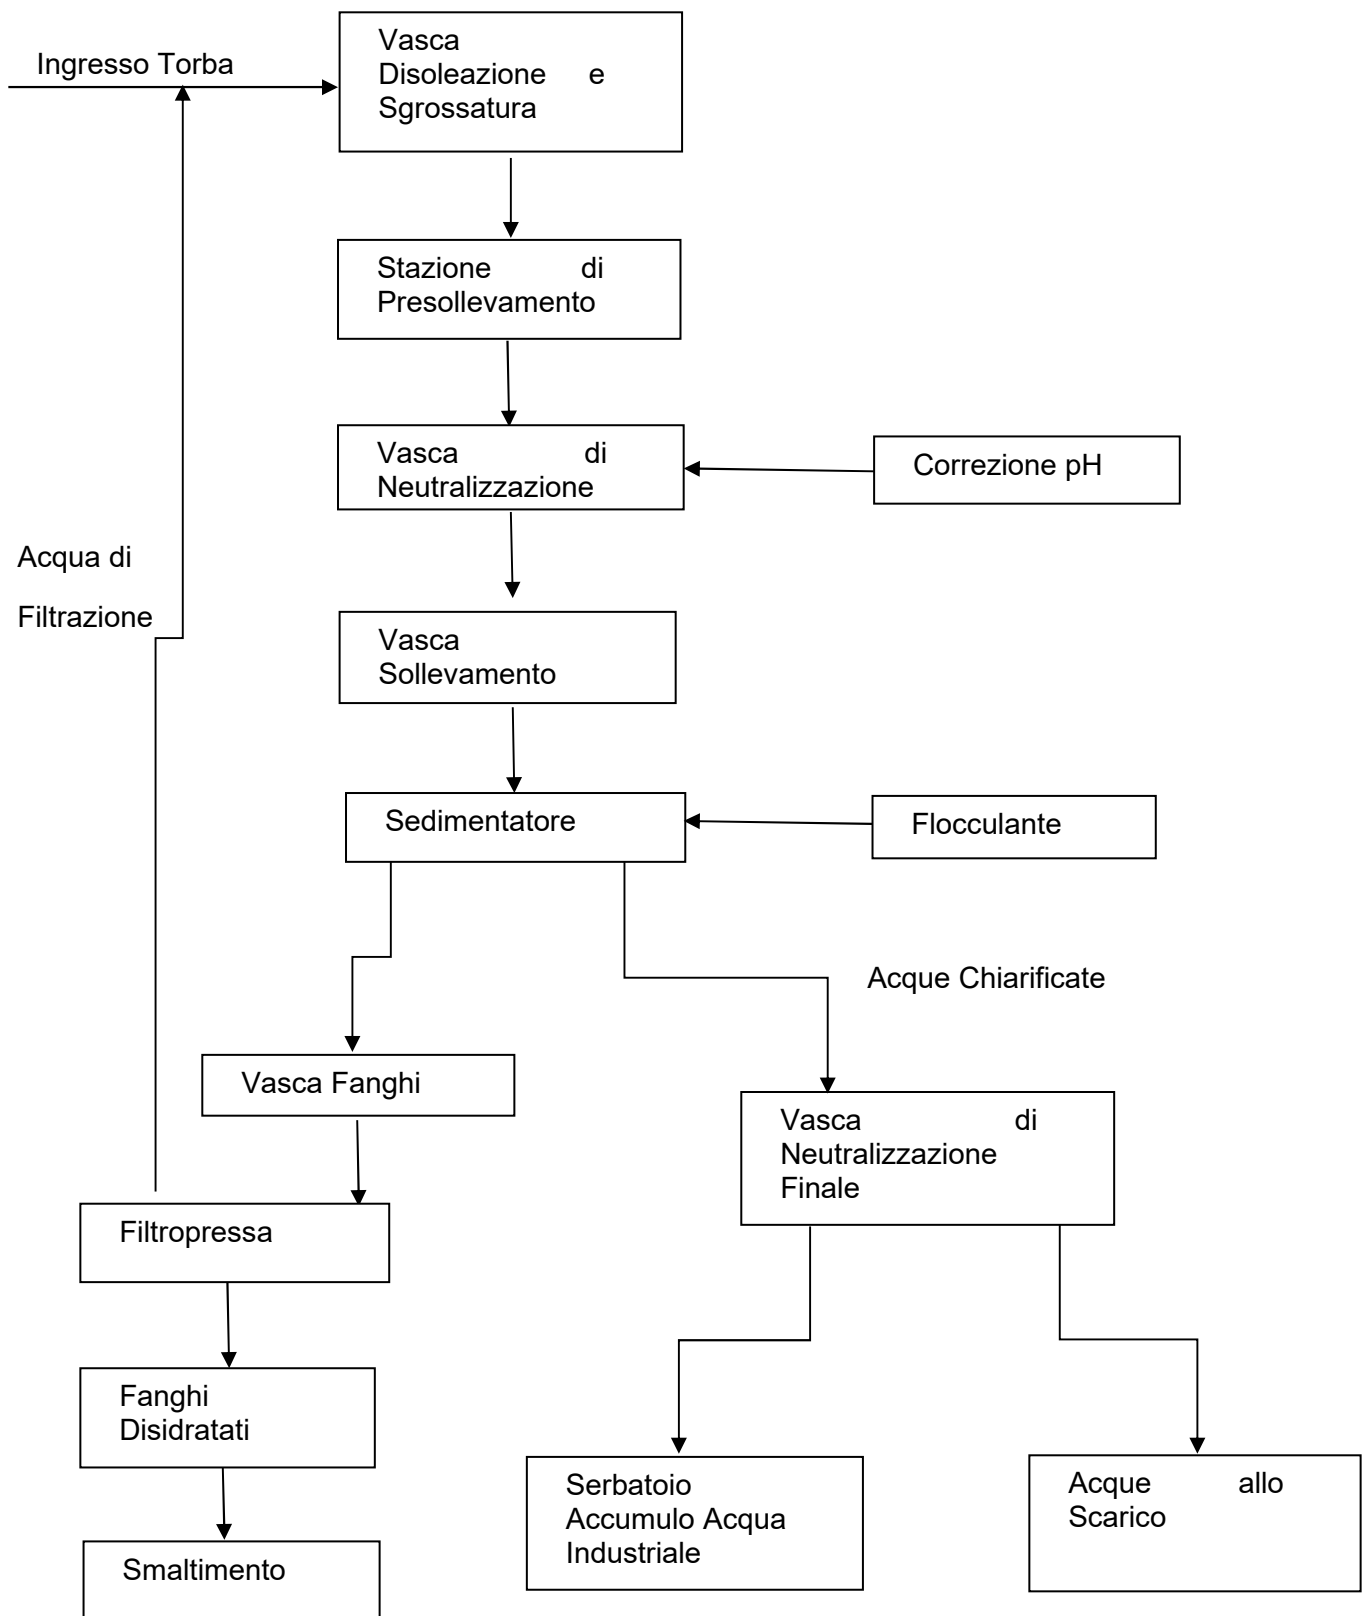 Ingresso Torba
Vasca
Disoleazione e
Sgrossatura
Stazione di
Presollevamento
Vasca di
Neutralizzazione
Correzione pH
Acqua di
Filtrazione
Vasca
Sollevamento
Sedimentatore
Flocculante
Acque Chiarificate
Vasca Fanghi
Vasca di
Neutralizzazione
Finale
Filtropressa
Fanghi
Disidratati
Serbatoio
Accumulo Acqua
Industriale
Acque allo
Scarico
Smaltimento